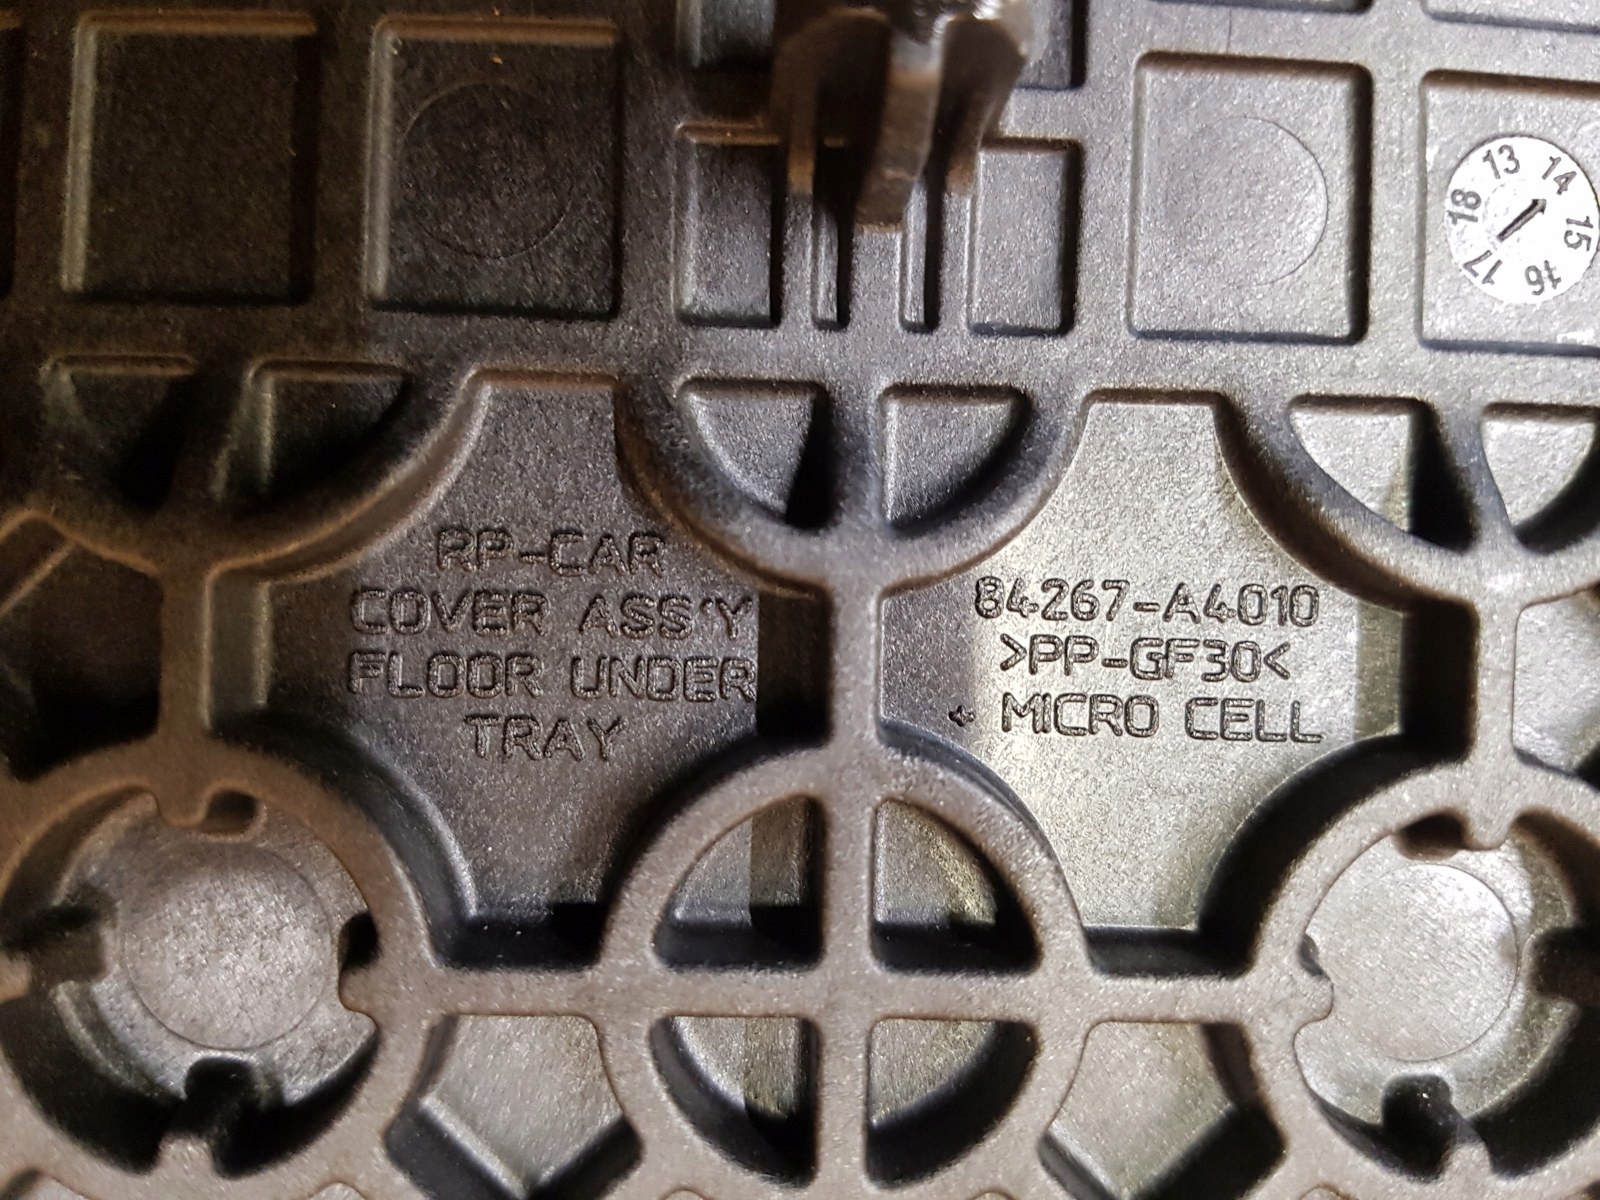 13 14 15 16 17 18
RP-CAR
COVER ASS'Y
FLOOR UNDER
TRAY
84267-A4010
>PP-GF30<
+ MICRO CELL